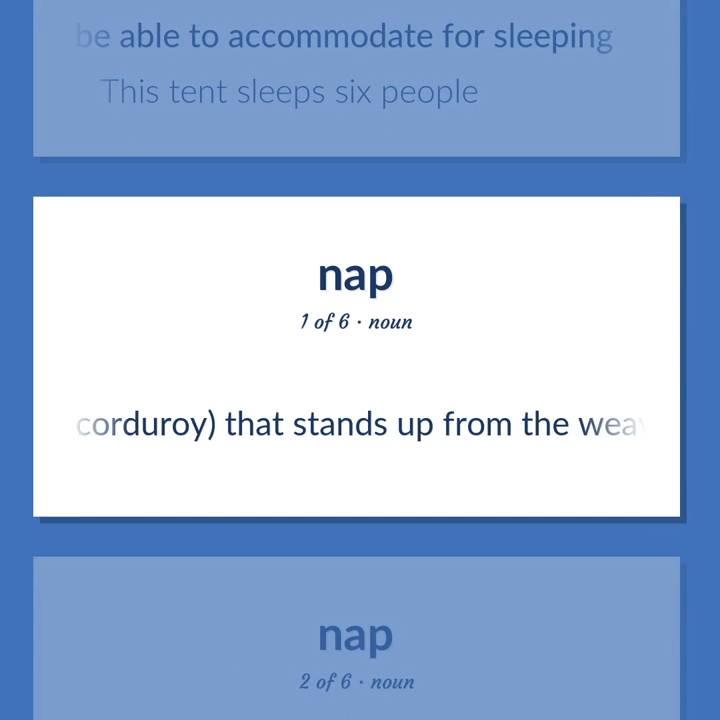 be able to accommodate for sleeping
This tent sleeps six people
nap
1 of 6 · noun
corduroy) that stands up from the
nap
2 of 6 · noun